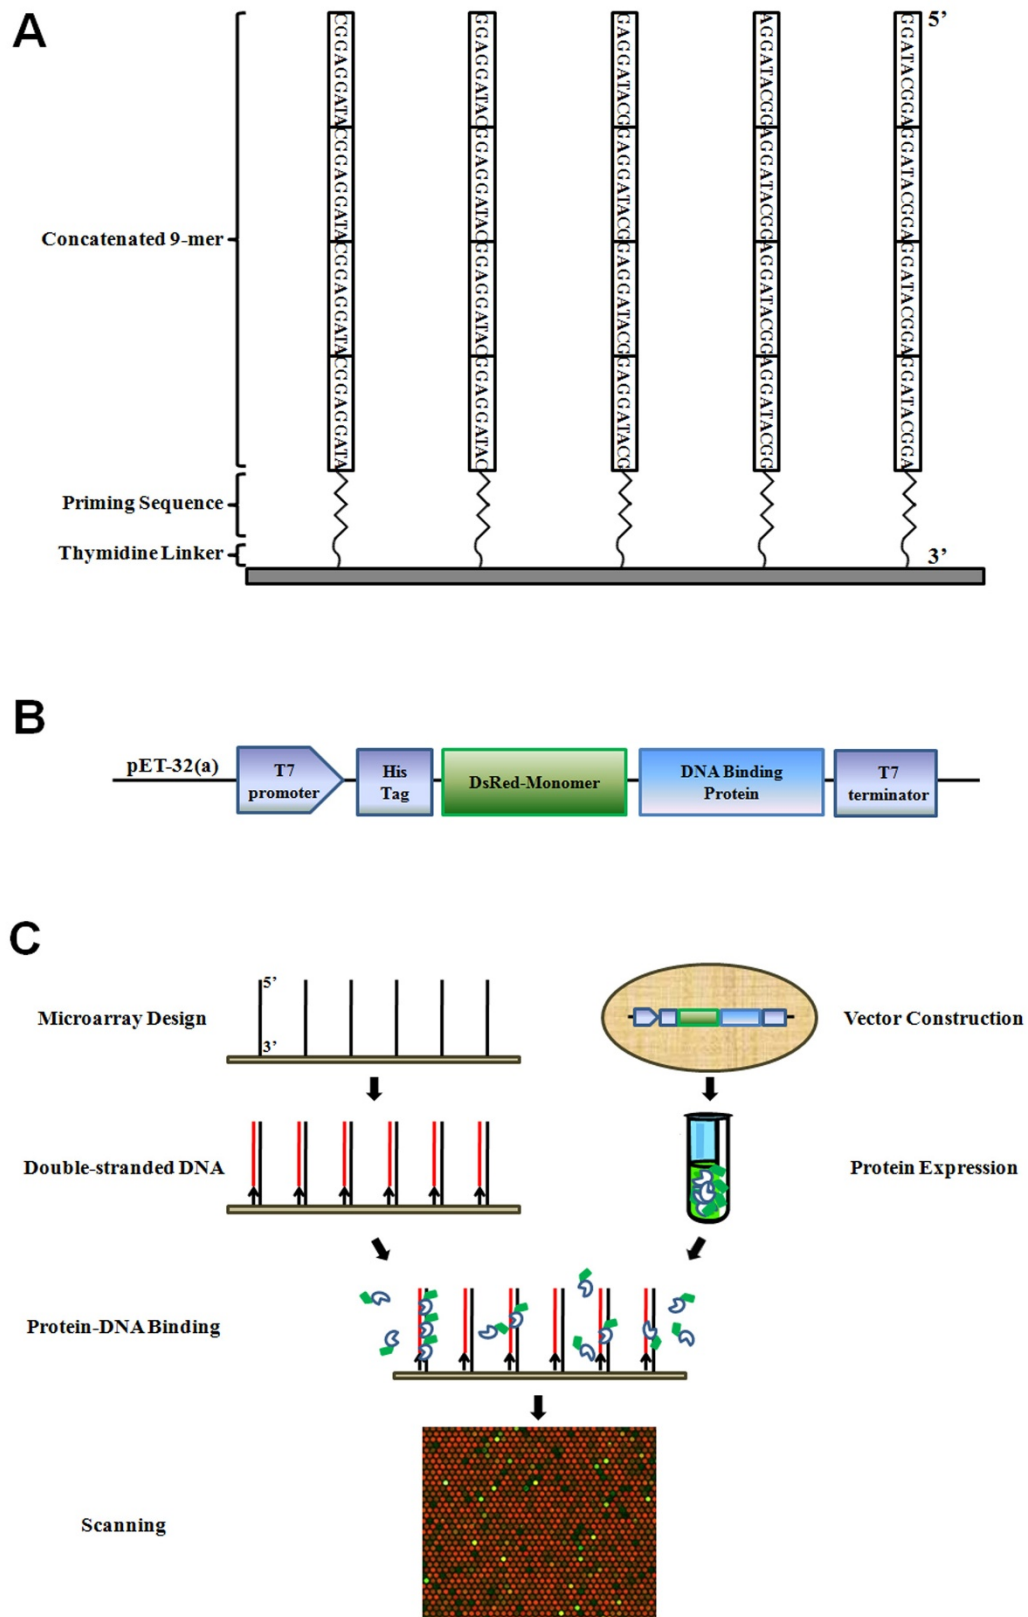 A
5'
CGGAGGATACGGAGGATACGGAGGATACGGAGGATA
GGAGGATACGGAGGATACGGAGGATACGGAGGATAC
GAGGATACGGAGGATACGGAGGATACGGAGGATACG
AGGATACGGAGGATACGGAGGATACGGAGGATACGG
GGATACGGAGGATACGGAGGATACGGAGGATACGGA
Concatenated 9-mer
Priming Sequence
Thymidine Linker
3'
B
pET-32(a)
T7
promoter
His
Tag
DsRed-Monomer
DNA Binding
Protein
T7
terminator
C
5'
Microarray Design
3'
Vector Construction
Double-stranded DNA
Protein Expression
Protein-DNA Binding
Scanning